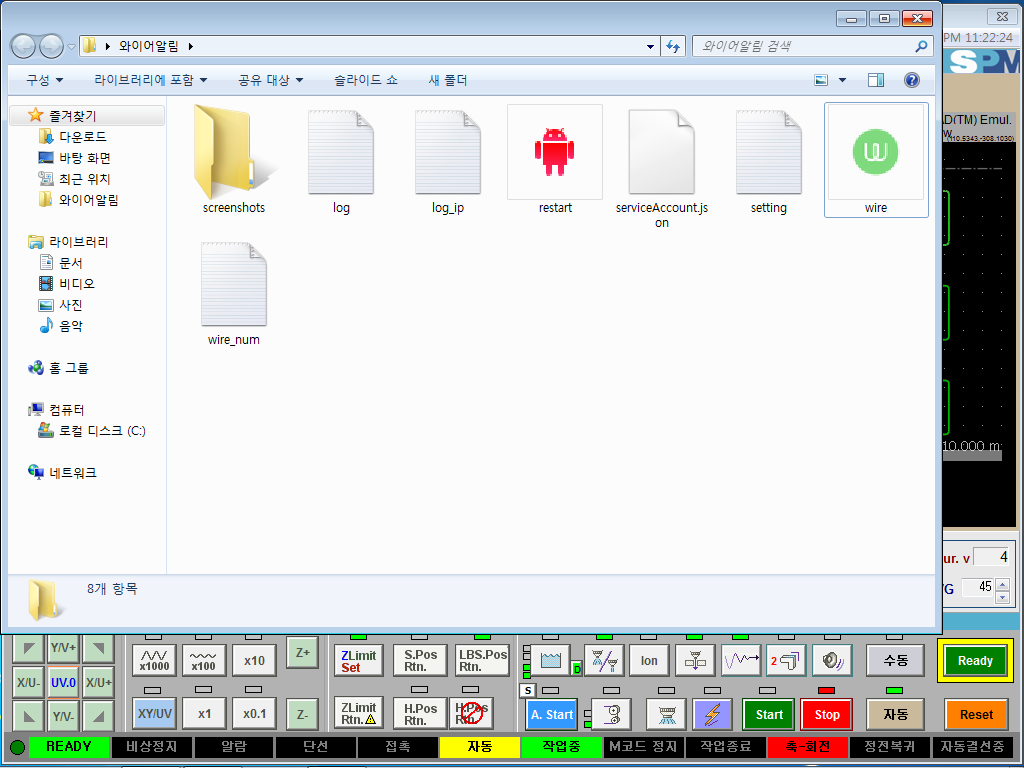 와이어알림
와이어알림 검색
PM 11:22:24
구성
라이브러리에 포함
공유 대상
슬라이드 쇼
새 폴더
SPM
즐겨찾기
다운로드
바탕 화면
최근 위치
와이어알림
라이브러리
문서
비디오
사진
음악
홈 그룹
컴퓨터
로컬 디스크 (C:)
네트워크
screenshots
log
log_ip
restart
serviceAccount.js
on
setting
wire
wire_num
8개 항목
D(TM) Emul.
(110.5343,-308.1030)
10.000 m
ur. v 4
G 45
Y/V+
X/U-
UV.0
X/U+
Y/V-
x1000
x100
x10
Z+
XY/UV
x1
x0.1
Z-
ZLimit
Set
S.Pos
Rtn.
LBS.Pos
Rtn.
ZLimit
Rtn.
H.Pos
Rtn.
H.Pos
Rtn.
D
Ion
2
수동
Ready
S
A. Start
Start
Stop
자동
Reset
READY
비상정지
알람
단선
접촉
자동
작업중
M코드 정지
작업종료
축-회전
정전복귀
자동결선중